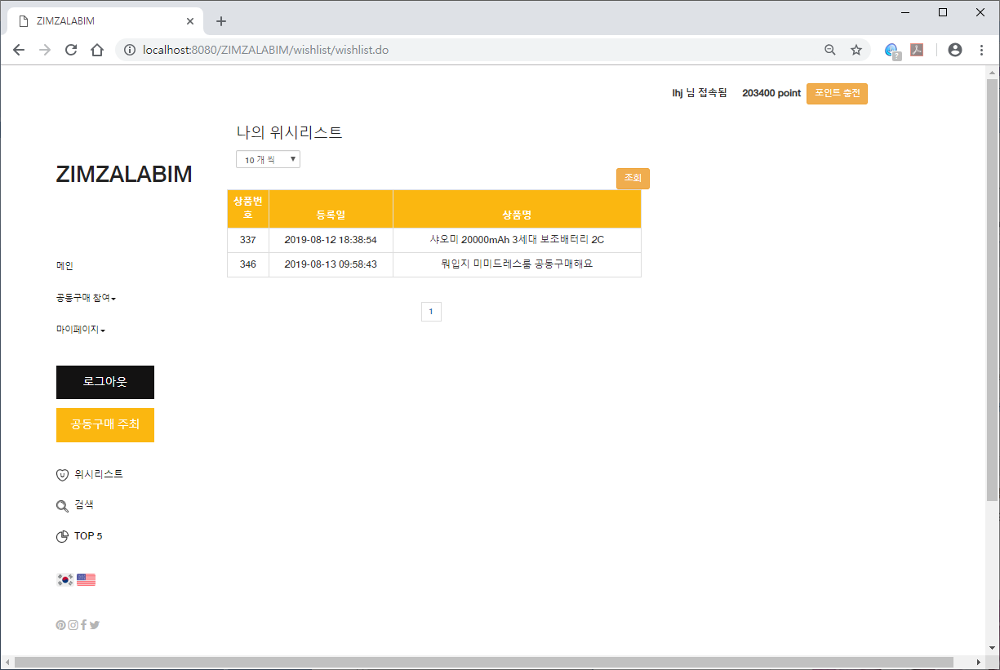 ZIMZALABIM
localhost:8080/ZIMZALABIM/wishlist/wishlist.do
lhj 님 접속됨 203400 point 포인트 충전
나의 위시리스트
10 개 씩
조회
ZIMZALABIM
상품번
호 등록일 상품명
337 2019-08-12 18:38:54 샤오미 20000mAh 3세대 보조배터리 2C
346 2019-08-13 09:58:43 뭐입지 미미드레스룸 공동구매해요
1
메인
공동구매 참여
마이페이지
로그아웃
공동구매 주최
위시리스트
검색
TOP 5